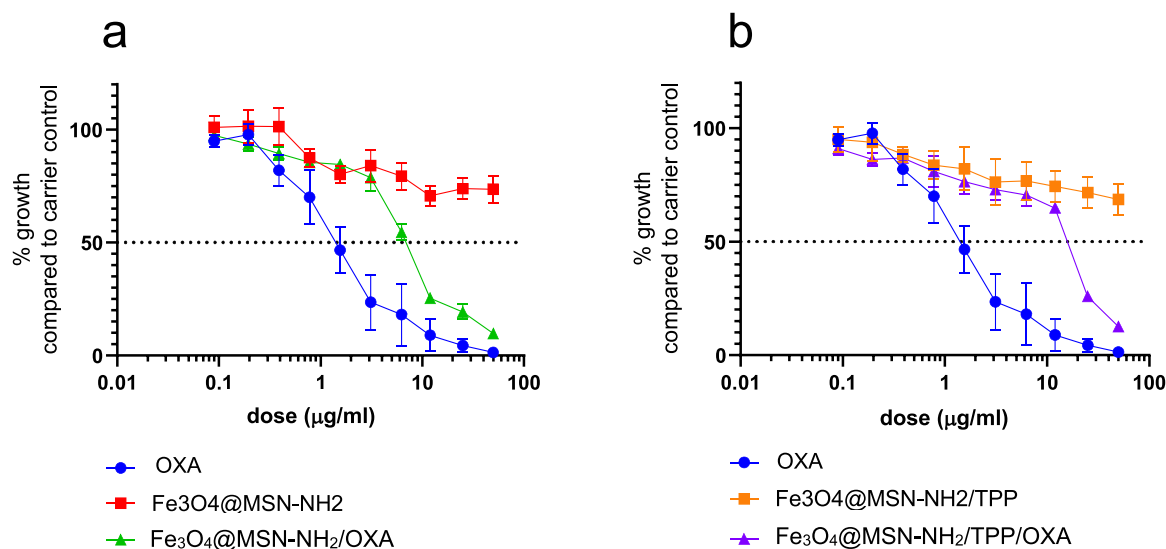 a
% growth
compared to carrier control
100
50
0
0.01
0.1
1
10
100
dose (μg/ml)
OXA
Fe3O4@MSN-NH2
Fe₃O₄@MSN-NH₂/OXA
b
% growth
compared to carrier control
100
50
0
0.01
0.1
1
10
100
dose (μg/ml)
OXA
Fe3O4@MSN-NH2/TPP
Fe₃O₄@MSN-NH₂/TPP/OXA